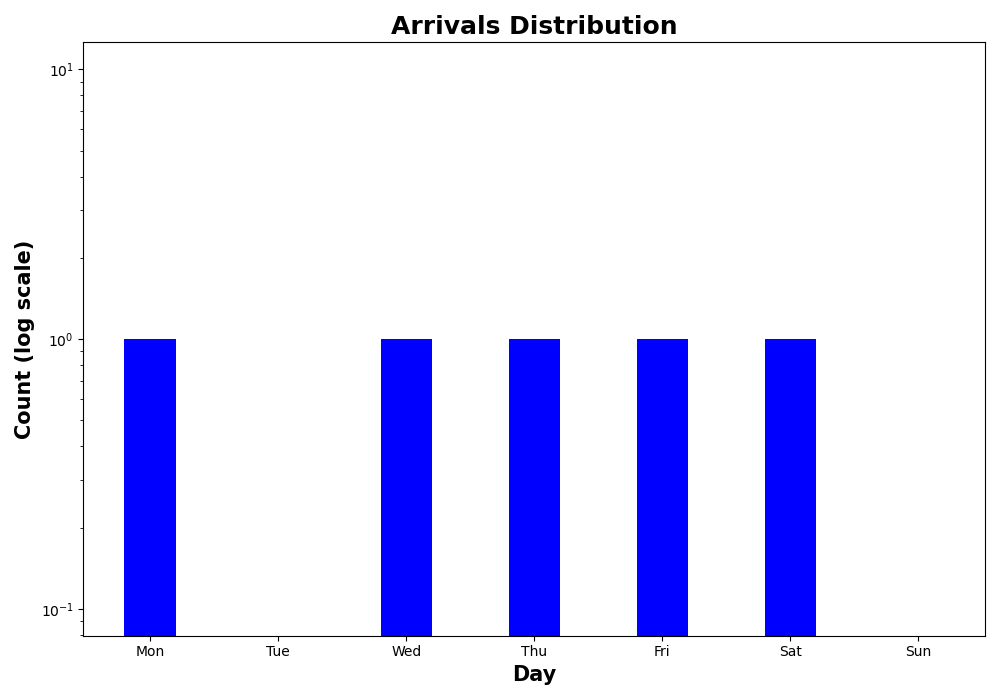 Arrivals Distribution
Count (log scale)
10¹
10⁰
10⁻¹
Mon Tue Wed Thu Fri Sat Sun
Day